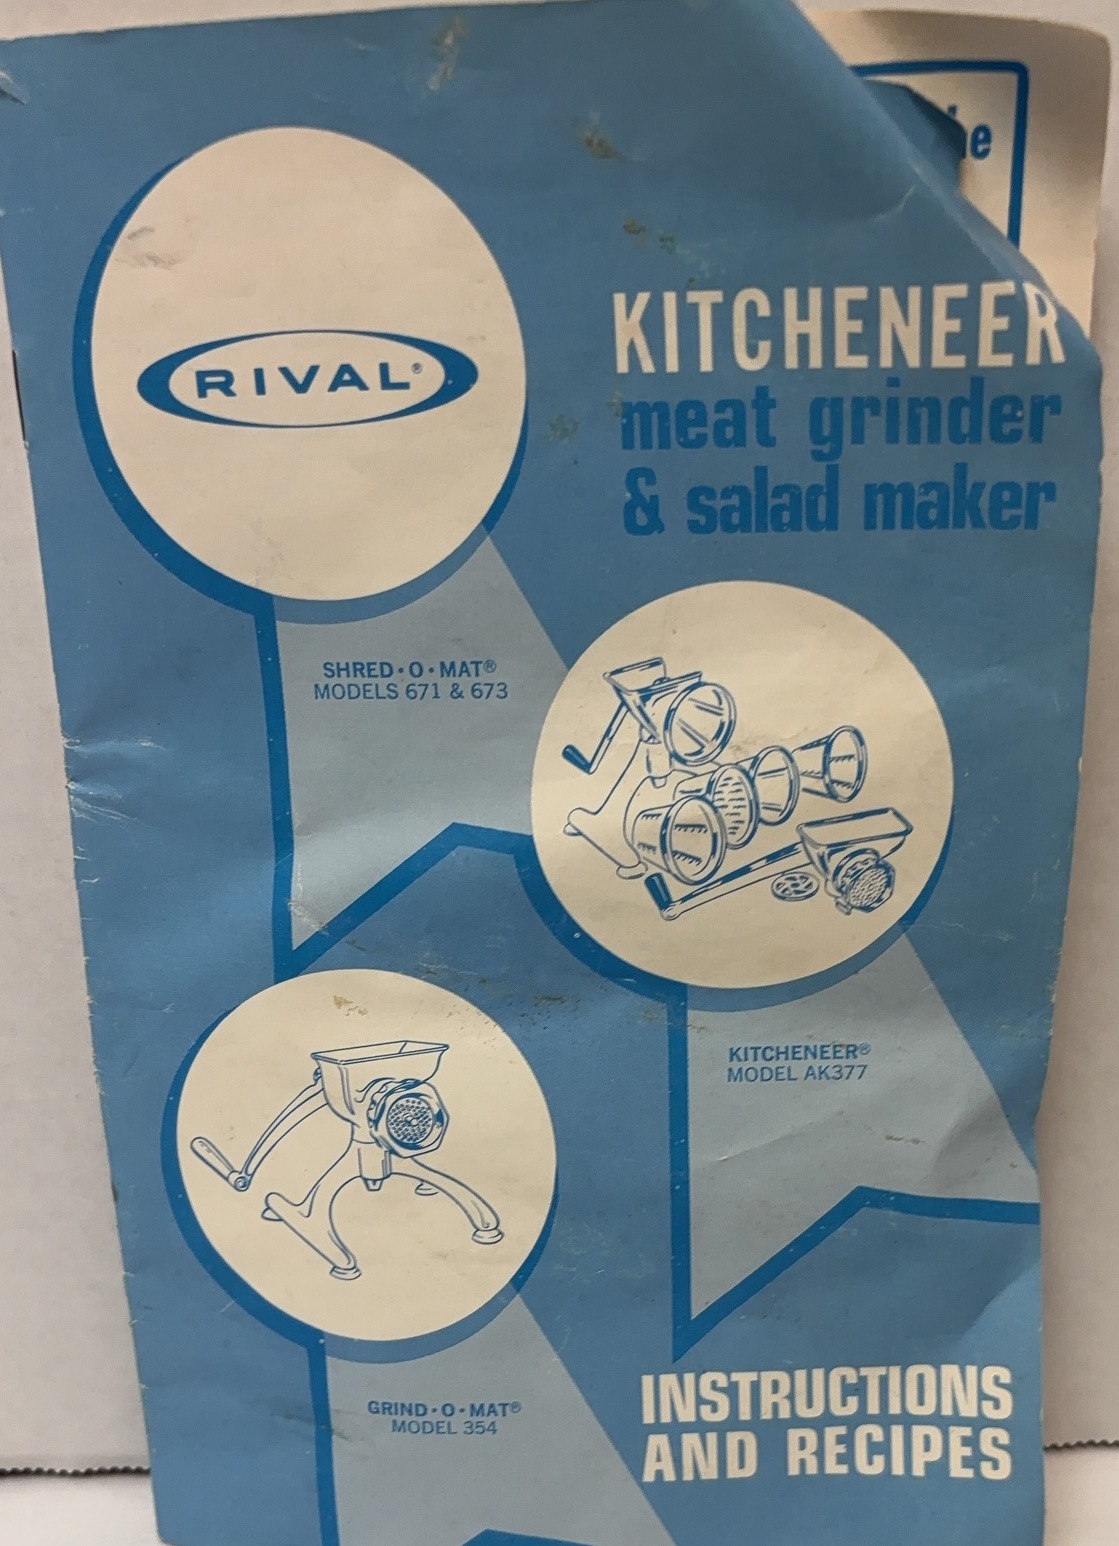 RIVAL®
KITCHENEER
meat grinder
& salad maker
SHRED•O•MAT®
MODELS 671 & 673
KITCHENEER®
MODEL AK377
GRIND•O•MAT®
MODEL 354
INSTRUCTIONS
AND RECIPES